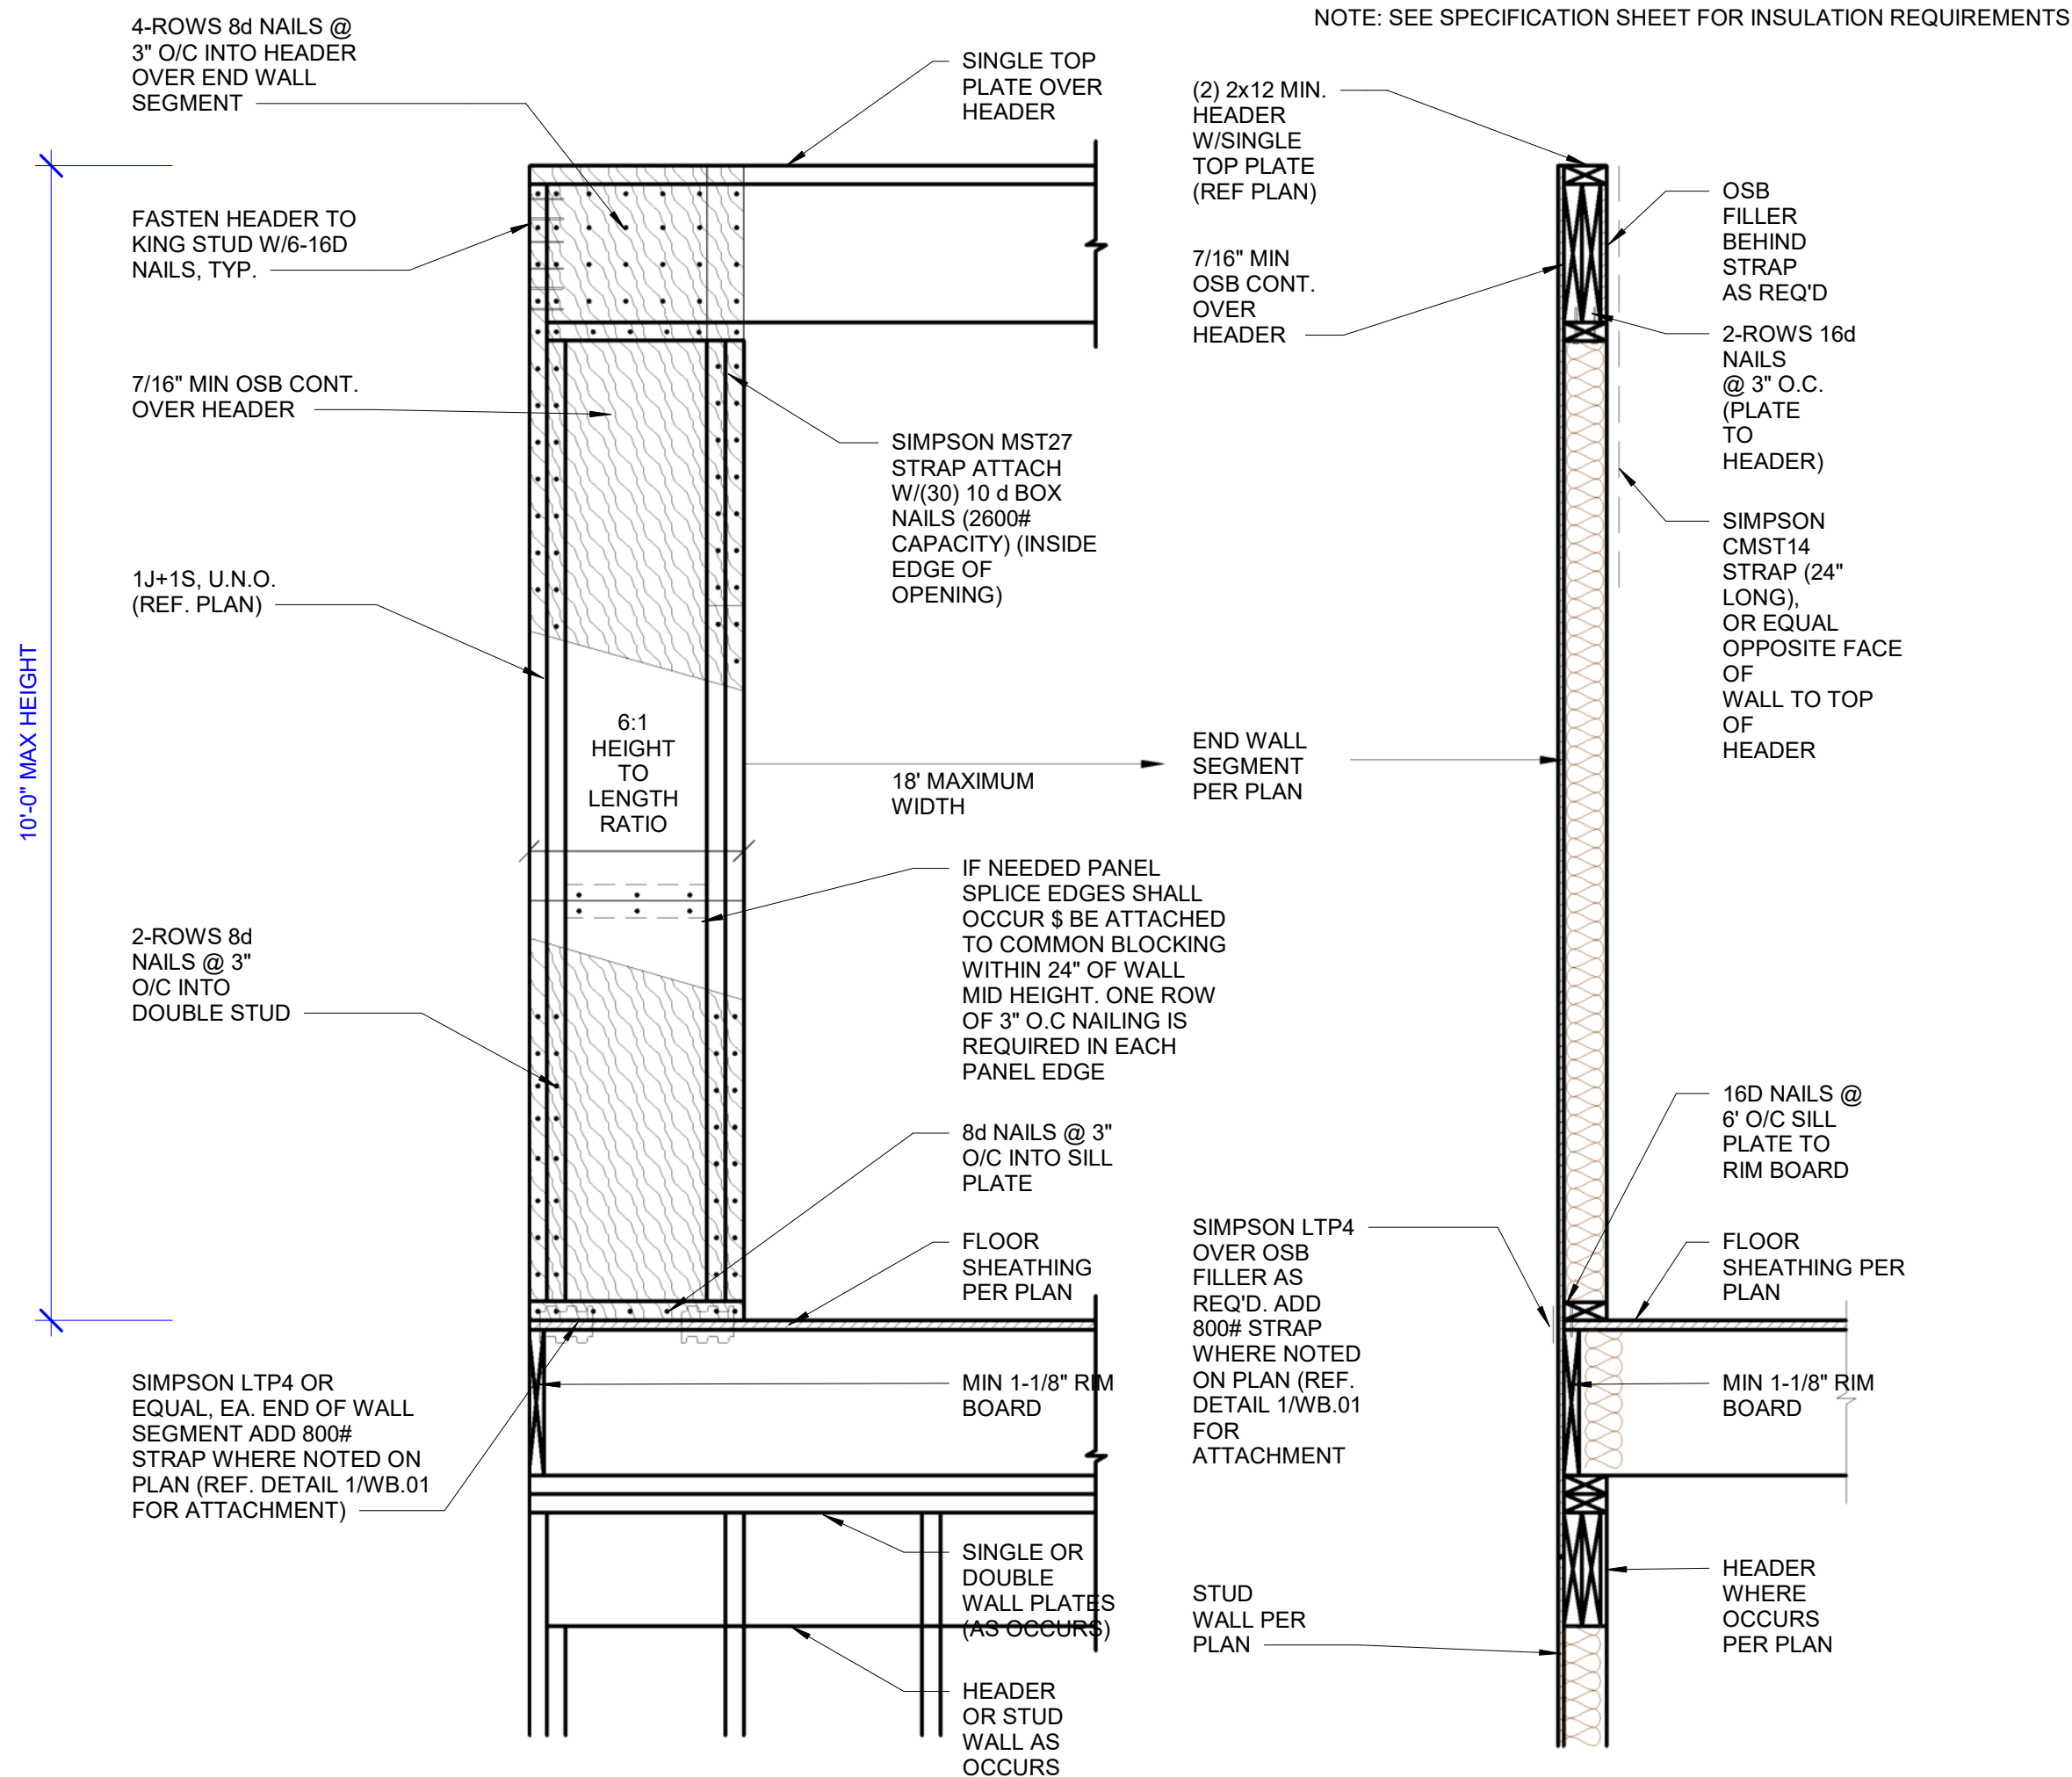 NOTE: SEE SPECIFICATION SHEET FOR INSULATION REQUIREMENTS
4-ROWS 8d NAILS @
3" O/C INTO HEADER
OVER END WALL
SEGMENT
FASTEN HEADER TO
KING STUD W/6-16D
NAILS, TYP.
7/16" MIN OSB CONT.
OVER HEADER
1J+1S, U.N.O.
(REF. PLAN)
10'-0" MAX HEIGHT
2-ROWS 8d
NAILS @ 3"
O/C INTO
DOUBLE STUD
SIMPSON LTP4 OR
EQUAL, EA. END OF WALL
SEGMENT ADD 800#
STRAP WHERE NOTED ON
PLAN (REF. DETAIL 1/WB.01
FOR ATTACHMENT)
6:1
HEIGHT
TO
LENGTH
RATIO
SINGLE TOP
PLATE OVER
HEADER
SIMPSON MST27
STRAP ATTACH
W/(30) 10 d BOX
NAILS (2600#
CAPACITY) (INSIDE
EDGE OF
OPENING)
18' MAXIMUM
WIDTH
IF NEEDED PANEL
SPLICE EDGES SHALL
OCCUR $ BE ATTACHED
TO COMMON BLOCKING
WITHIN 24" OF WALL
MID HEIGHT. ONE ROW
OF 3" O.C NAILING IS
REQUIRED IN EACH
PANEL EDGE
8d NAILS @ 3"
O/C INTO SILL
PLATE
FLOOR
SHEATHING
PER PLAN
MIN 1-1/8" RIM
BOARD
SINGLE OR
DOUBLE
WALL PLATES
(AS OCCURS)
HEADER
OR STUD
WALL AS
OCCURS
(2) 2x12 MIN.
HEADER
W/SINGLE
TOP PLATE
(REF PLAN)
7/16" MIN
OSB CONT.
OVER
HEADER
END WALL
SEGMENT
PER PLAN
SIMPSON LTP4
OVER OSB
FILLER AS
REQ'D. ADD
800# STRAP
WHERE NOTED
ON PLAN (REF.
DETAIL 1/WB.01
FOR
ATTACHMENT
STUD
WALL PER
PLAN
OSB
FILLER
BEHIND
STRAP
AS REQ'D
2-ROWS 16d
NAILS
@ 3" O.C.
(PLATE
TO
HEADER)
SIMPSON
CMST14
STRAP (24"
LONG),
OR EQUAL
OPPOSITE FACE
OF
WALL TO TOP
OF
HEADER
16D NAILS @
6' O/C SILL
PLATE TO
RIM BOARD
FLOOR
SHEATHING PER
PLAN
MIN 1-1/8" RIM
BOARD
HEADER
WHERE
OCCURS
PER PLAN